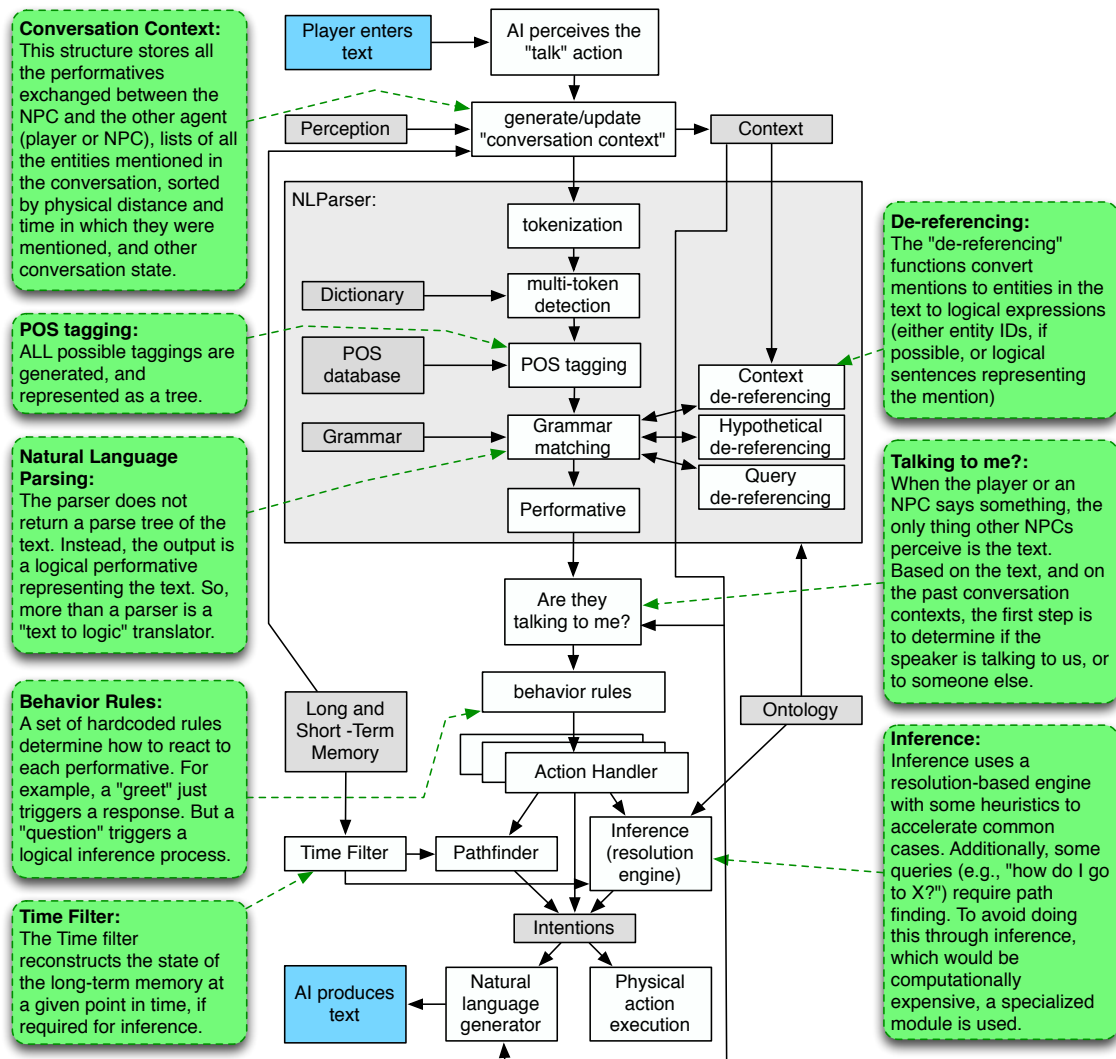 Conversation Context:
This structure stores all
the performatives
exchanged between the
NPC and the other agent
(player or NPC), lists of all
the entities mentioned in
the conversation, sorted
by physical distance and
time in which they were
mentioned, and other
conversation state.
POS tagging:
ALL possible taggings are
generated, and
represented as a tree.
Natural Language
Parsing:
The parser does not
return a parse tree of the
text. Instead, the output is
a logical performative
representing the text. So,
more than a parser is a
"text to logic" translator.
Behavior Rules:
A set of hardcoded rules
determine how to react to
each performative. For
example, a "greet" just
triggers a response. But a
"question" triggers a
logical inference process.
Time Filter:
The Time filter
reconstructs the state of
the long-term memory at
a given point in time, if
required for inference.
Player enters
text
AI perceives the
"talk" action
Perception
generate/update
"conversation context"
Context
NLParser:
tokenization
Dictionary
multi-token
detection
POS
database
POS tagging
Context
de-referencing
Grammar
Grammar
matching
Hypothetical
de-referencing
Query
de-referencing
Performative
Are they
talking to me?
Long and
Short -Term
Memory
behavior rules
Ontology
Action Handler
Time Filter
Pathfinder
Inference
(resolution
engine)
Intentions
AI produces
text
Natural
language
generator
Physical
action
execution
De-referencing:
The "de-referencing"
functions convert
mentions to entities in the
text to logical expressions
(either entity IDs, if
possible, or logical
sentences representing
the mention)
Talking to me?:
When the player or an
NPC says something, the
only thing other NPCs
perceive is the text.
Based on the text, and on
the past conversation
contexts, the first step is
to determine if the
speaker is talking to us, or
to someone else.
Inference:
Inference uses a
resolution-based engine
with some heuristics to
accelerate common
cases. Additionally, some
queries (e.g., "how do I go
to X?") require path
finding. To avoid doing
this through inference,
which would be
computationally
expensive, a specialized
module is used.